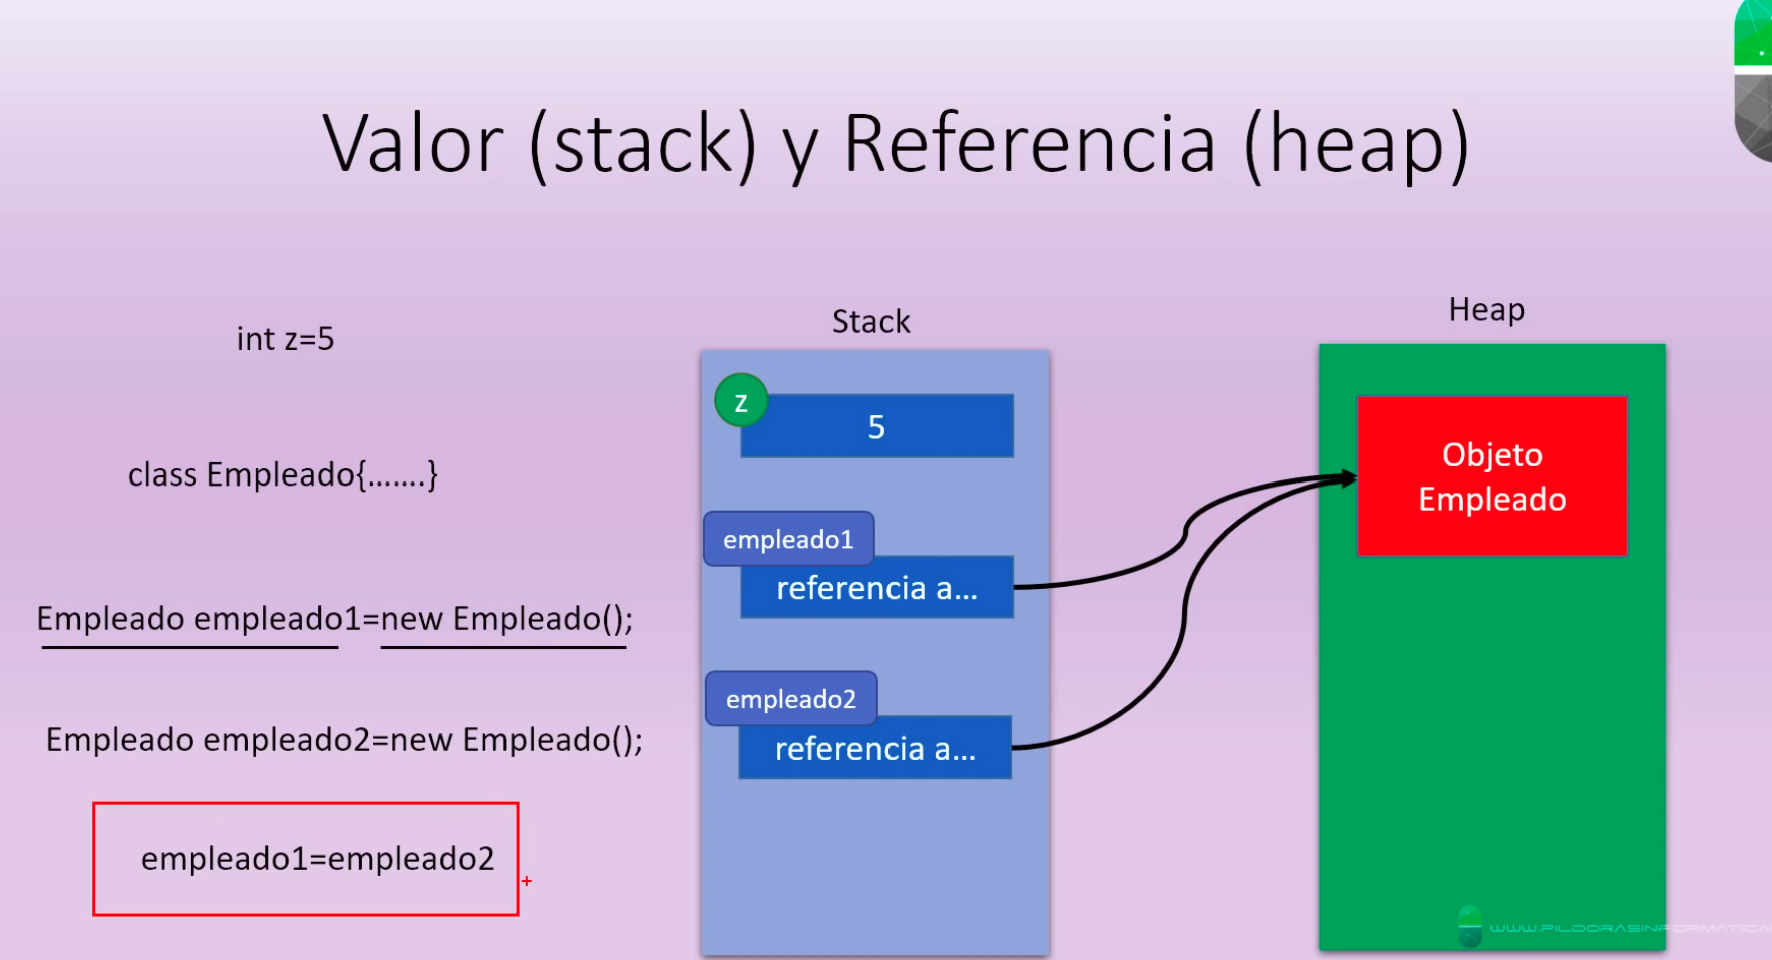 Valor (stack) y Referencia (heap)
int z=5
class Empleado{.......}
Empleado empleado1=new Empleado();
Empleado empleado2=new Empleado();
empleado1=empleado2
Stack
z
5
empleado1
referencia a...
empleado2
referencia a...
Heap
Objeto
Empleado
WWW.PILDORASINFORMATICA